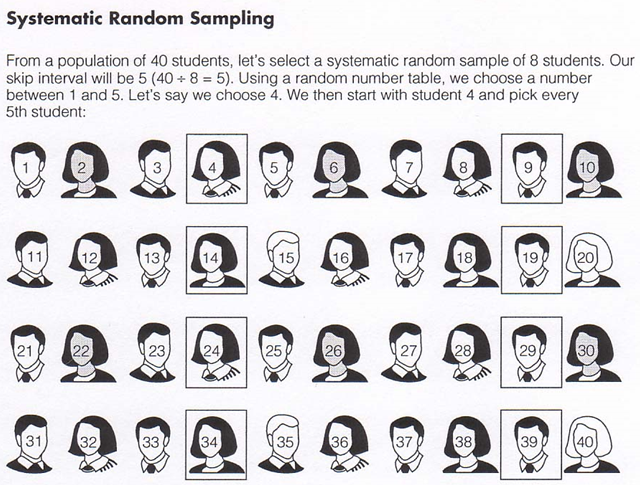 Systematic Random Sampling
From a population of 40 students, let's select a systematic random sample of 8 students. Our
skip interval will be 5 (40 ÷ 8 = 5). Using a random number table, we choose a number
between 1 and 5. Let's say we choose 4. We then start with student 4 and pick every
5th student:
1 2 3 4 5 6 7 8 9 10
11 12 13 14 15 16 17 18 19 20
21 22 23 24 25 26 27 28 29 30
31 32 33 34 35 36 37 38 39 40